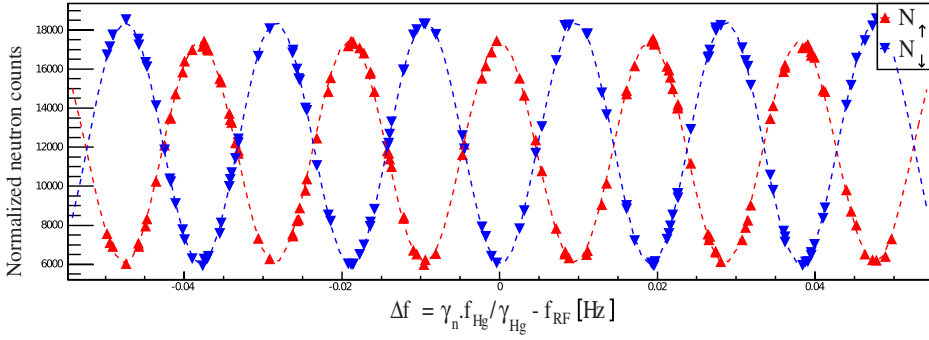 Normalized neutron counts
18000
16000
14000
12000
10000
8000
6000
N↑
N↓
-0.04 -0.02 0 0.02 0.04
Δf = γn.fHg/γHg - fRF [Hz]